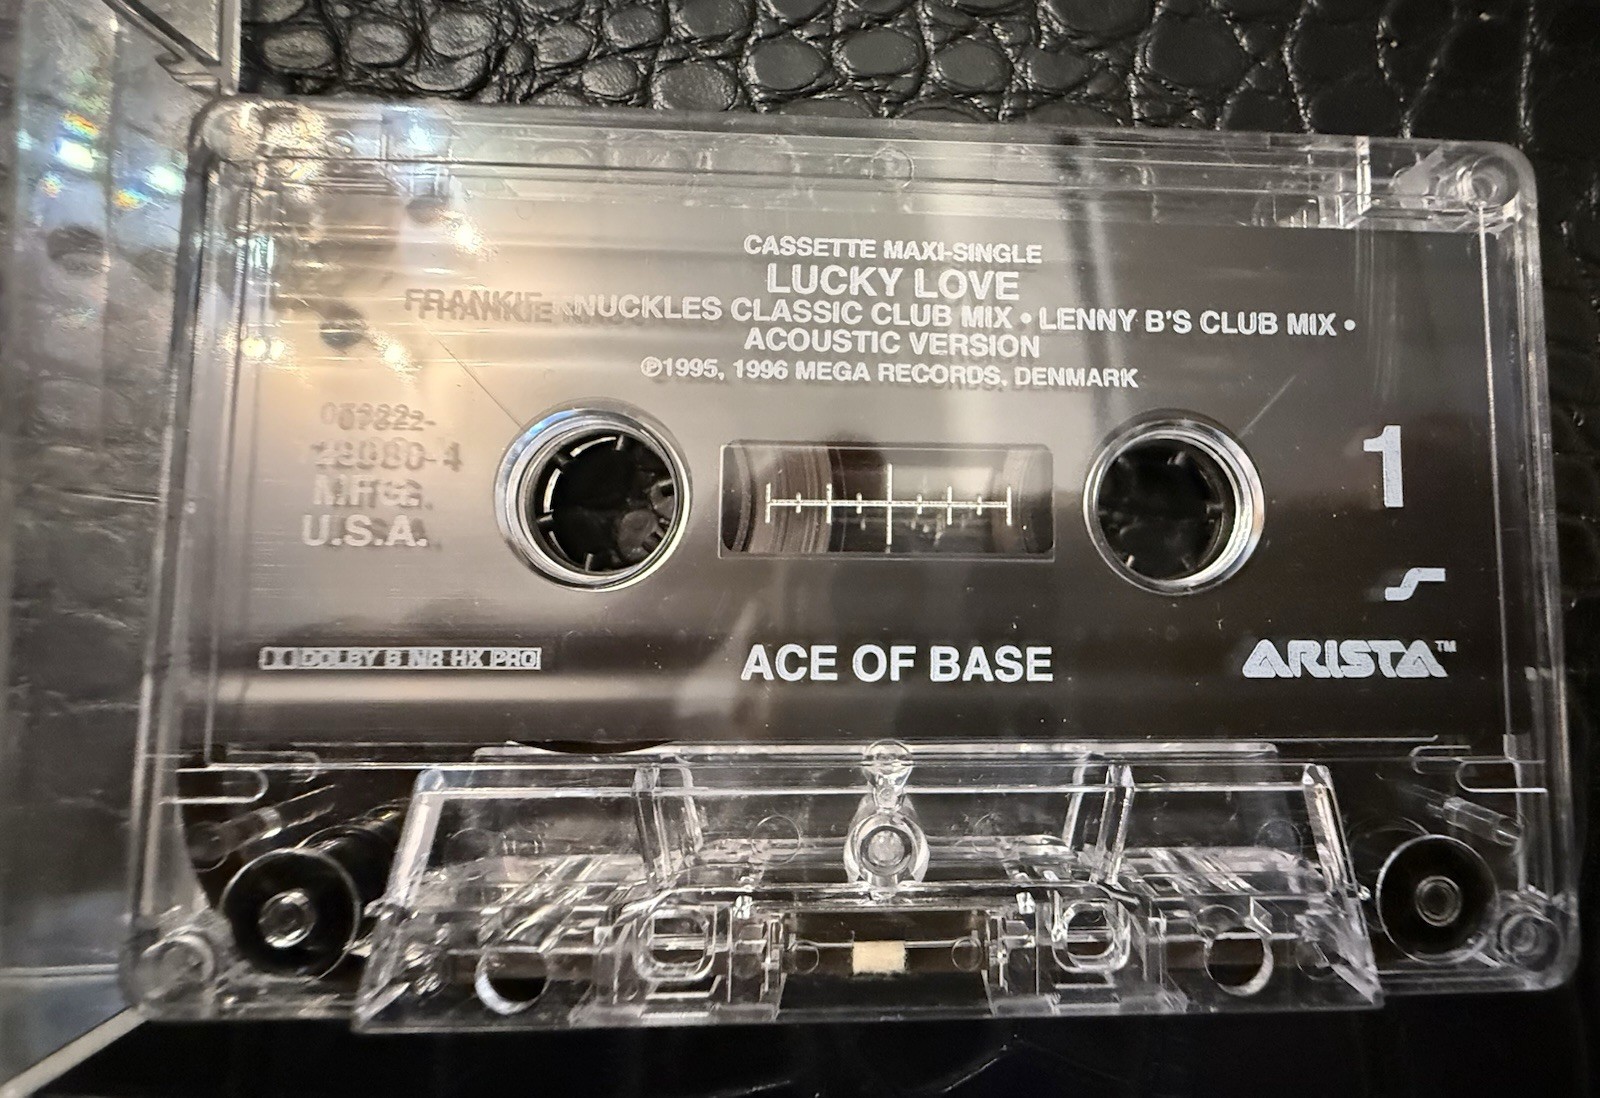 CASSETTE MAXI-SINGLE
LUCKY LOVE
FRANKIE KNUCKLES CLASSIC CLUB MIX • LENNY B'S CLUB MIX •
ACOUSTIC VERSION
℗1995, 1996 MEGA RECORDS, DENMARK
MFG.
U.S.A.
1
DOLBY B NR HX PRO
ACE OF BASE
ARISTA™